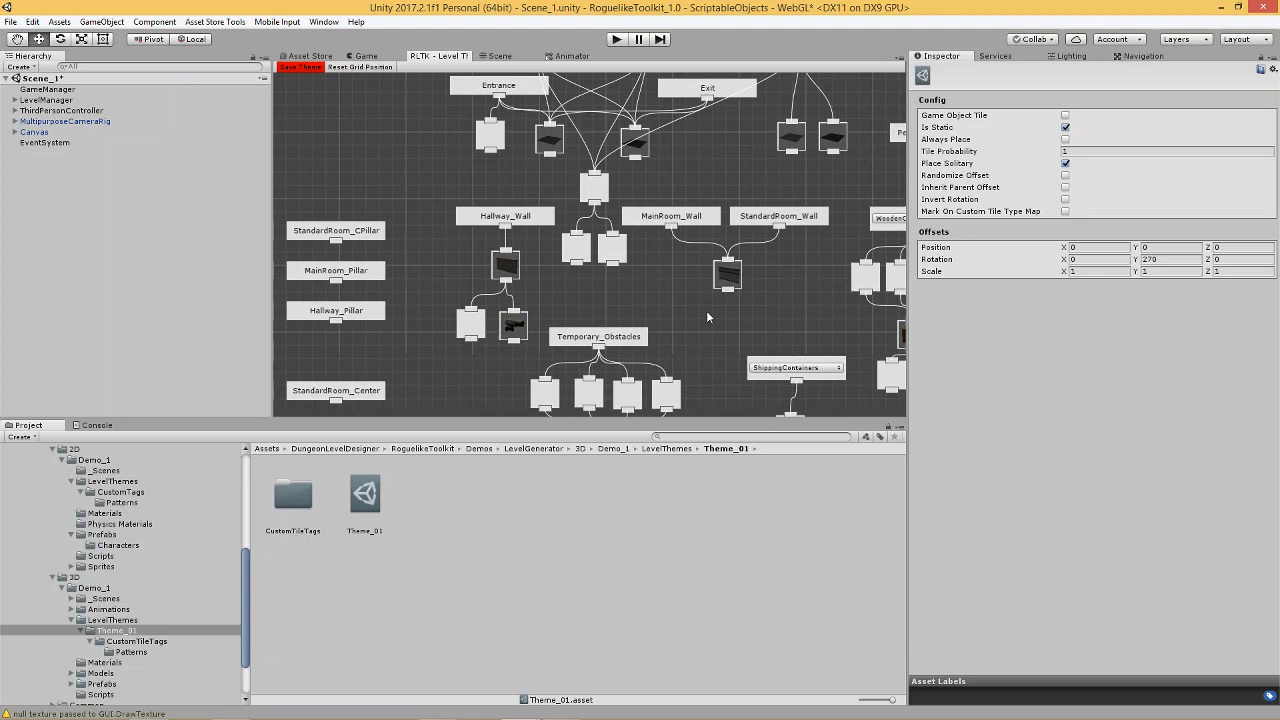 Unity 2017.2.1f1 Personal (64bit) - Scene_1.unity - RoguelikeToolkit_1.0 - ScriptableObjects - WebGL* <DX11 on DX9 GPU>
File Edit Assets GameObject Component Asset Store Tools Mobile Input Window Help
Pivot Local Collab Account Layers Layout
Hierarchy Asset Store Game RLTK - Level Tl Scene Animator Inspector Services Lighting Navigation
Create All Save Theme Reset Grid Position
Scene_1*
GameManager
LevelManager
ThirdPersonController
MultipurposeCameraRig
Canvas
EventSystem
Entrance Exit
Pe
Hallway_Wall MainRoom_Wall StandardRoom_Wall WoodenC
StandardRoom_CPillar
MainRoom_Pillar
Hallway_Pillar
Temporary_Obstacles
ShippingContainers
StandardRoom_Center
Config
Game Object Tile
Is Static
Always Place
Tile Probability 1
Place Solitary
Randomize Offset
Inherit Parent Offset
Invert Rotation
Mark On Custom Tile Type Map
Offsets
Position X 0 Y 0 Z 0
Rotation X 0 Y 270 Z 0
Scale X 1 Y 1 Z 1
Project Console
Create
2D
Demo_1
_Scenes
LevelThemes
CustomTags
Patterns
Materials
Physics Materials
Prefabs
Characters
Scripts
Sprites
3D
Demo_1
_Scenes
Animations
LevelThemes
Theme_01
CustomTileTags
Patterns
Materials
Models
Prefabs
Scripts
Assets DungeonLevelDesigner RoguelikeToolkit Demos LevelGenerator 3D Demo_1 LevelThemes Theme_01
CustomTileTags Theme_01
Theme_01.asset
Asset Labels
null texture passed to GUI.DrawTexture